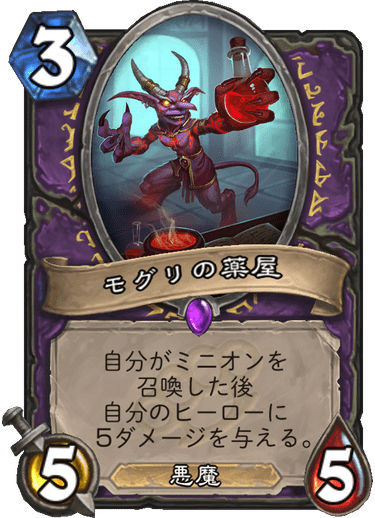 3
モグリの薬屋
自分がミニオンを
召喚した後
自分のヒーローに
5ダメージを与える。
5
悪魔
5